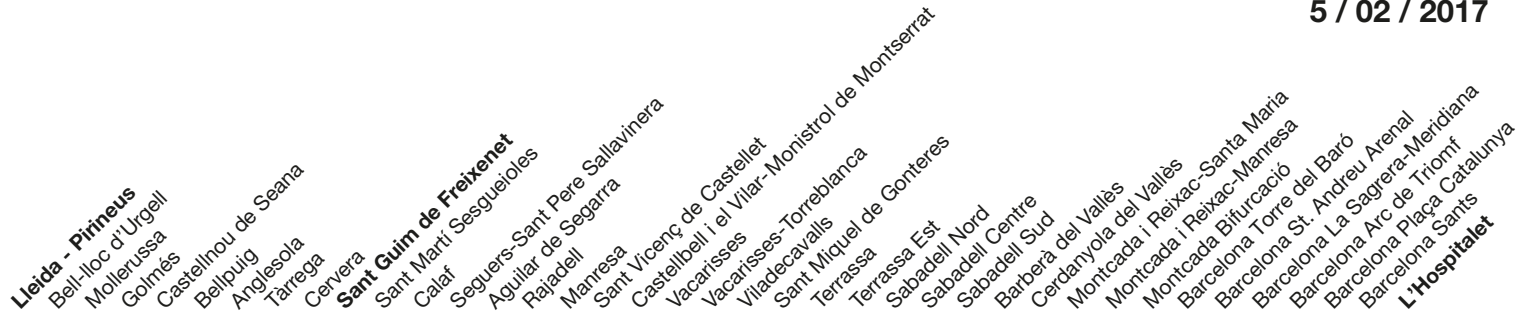 5 / 02 / 2017
Lleida - Pirineus
Bell-lloc d'Urgell
Mollerussa
Golmés
Castellnou de Seana
Bellpuig
Anglesola
Tàrrega
Cervera
Sant Guim de Freixenet
Sant Martí Sesgueioles
Calaf
Seguers-Sant Pere Sallavinera
Aguilar de Segarra
Rajadell
Manresa
Sant Vicenç de Castellet
Castellbell i el Vilar-Monistrol de Montserrat
Vacarisses
Vacarisses-Torreblanca
Viladecavalls
Sant Miquel de Gonteres
Terrassa
Terrassa Est
Sabadell Nord
Sabadell Centre
Sabadell Sud
Barberà del Vallès
Cerdanyola del Vallès
Montcada i Reixac-Santa Maria
Montcada i Reixac-Manresa
Montcada Bifurcació
Barcelona Torre del Baró
Barcelona St. Andreu Arenal
Barcelona La Sagrera-Meridiana
Barcelona Arc de Triomf
Barcelona Plaça Catalunya
Barcelona Sants
L'Hospitalet